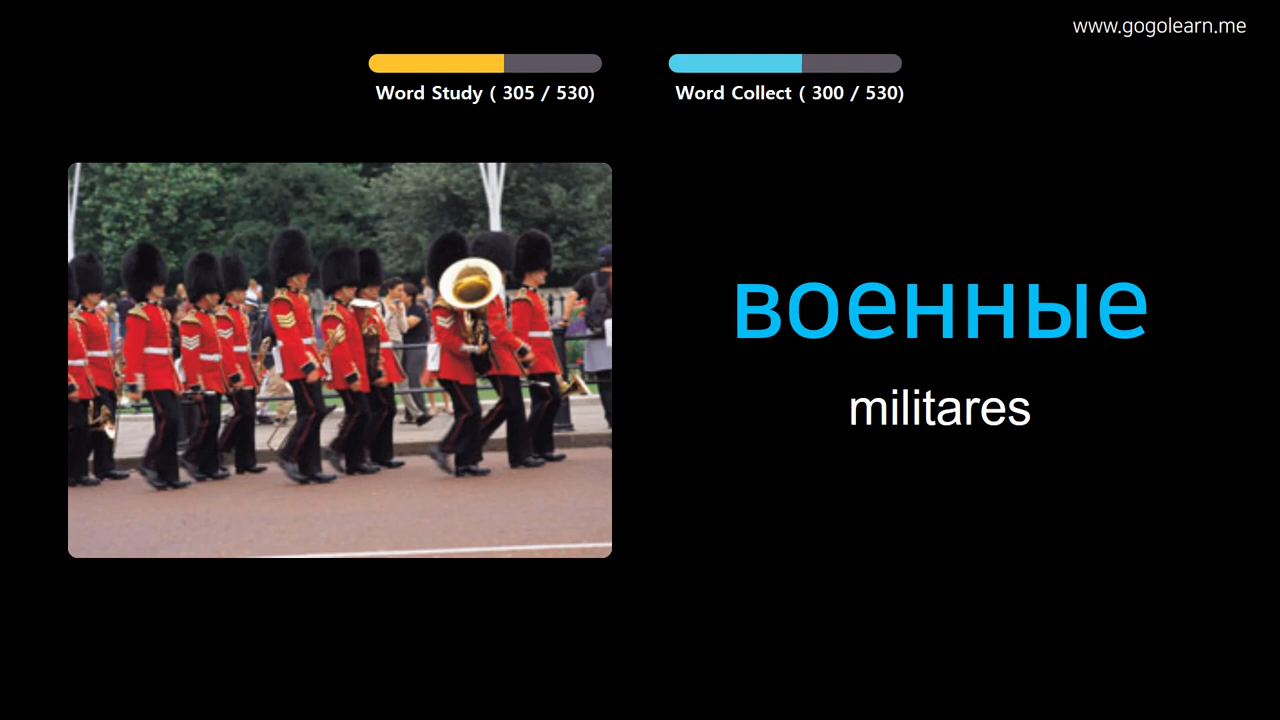 www.gogolearn.me
Word Study ( 305 / 530)
Word Collect ( 300 / 530)
военные
militares